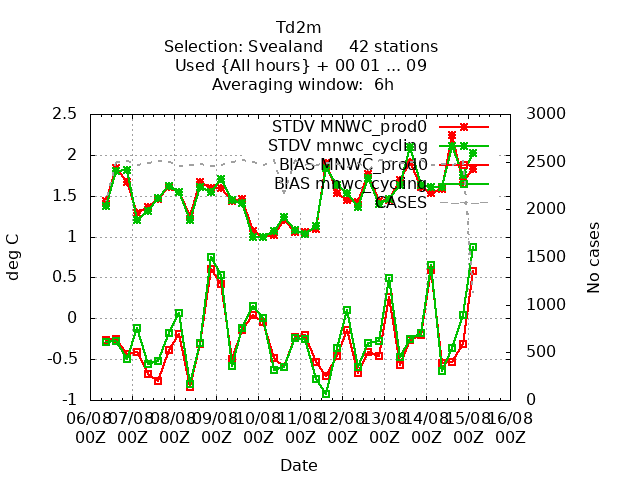 Td2m
Selection: Svealand 42 stations
Used {All hours} + 00 01 ... 09
Averaging window: 6h
STDV MNWC_prod0
STDV mnwc_cycling
BIAS MNWC_prod0
BIAS mnwc_cycling
CASES
deg C
2.5
2
1.5
1
0.5
0
-0.5
-1
No cases
3000
2500
2000
1500
1000
500
0
06/08 07/08 08/08 09/08 10/08 11/08 12/08 13/08 14/08 15/08 16/08
00Z 00Z 00Z 00Z 00Z 00Z 00Z 00Z 00Z 00Z 00Z
Date